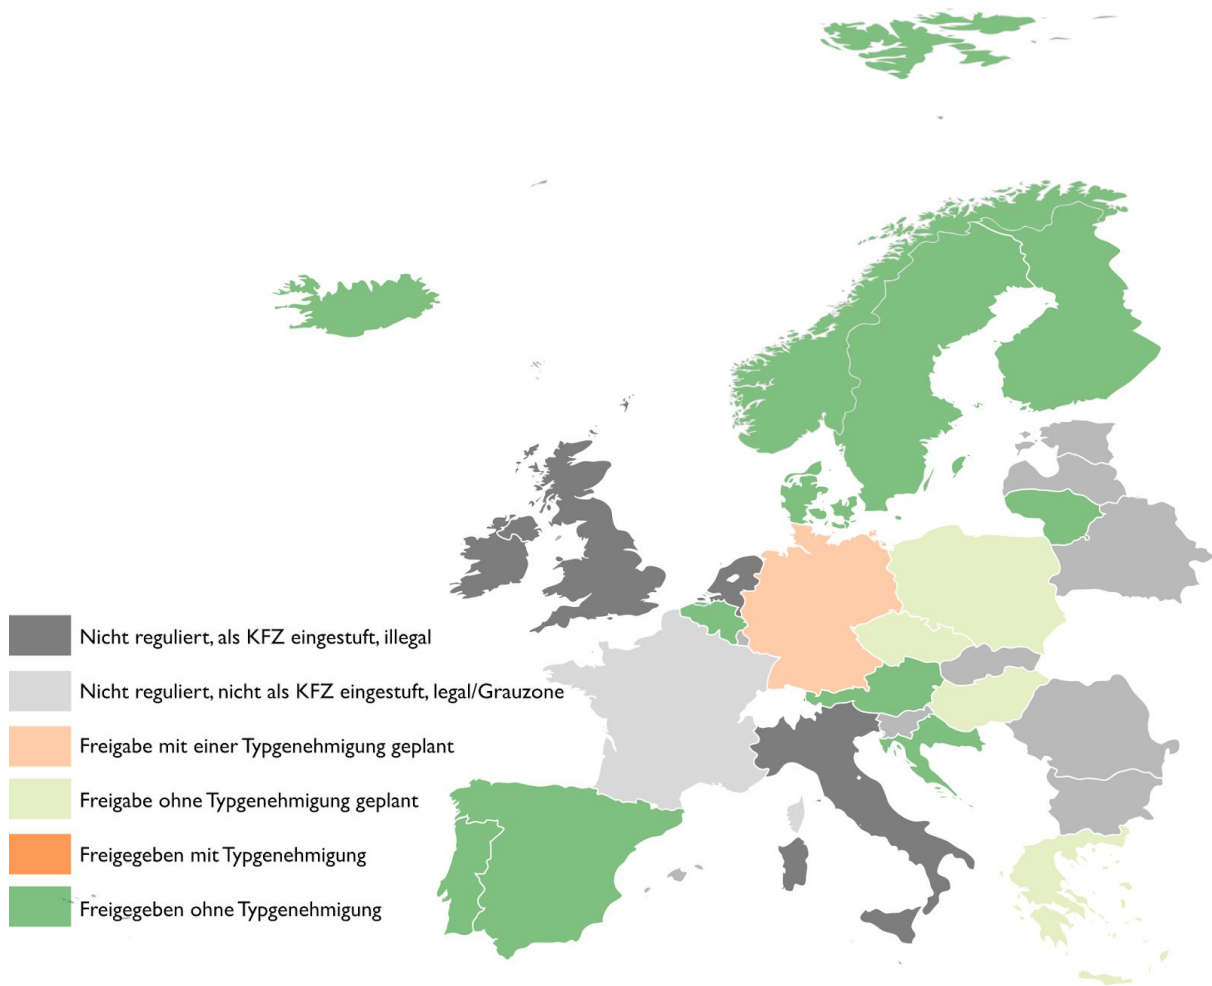 Nicht reguliert, als KFZ eingestuft, illegal
Nicht reguliert, nicht als KFZ eingestuft, legal/Grauzone
Freigabe mit einer Typgenehmigung geplant
Freigabe ohne Typgenehmigung geplant
Freigegeben mit Typgenehmigung
Freigegeben ohne Typgenehmigung